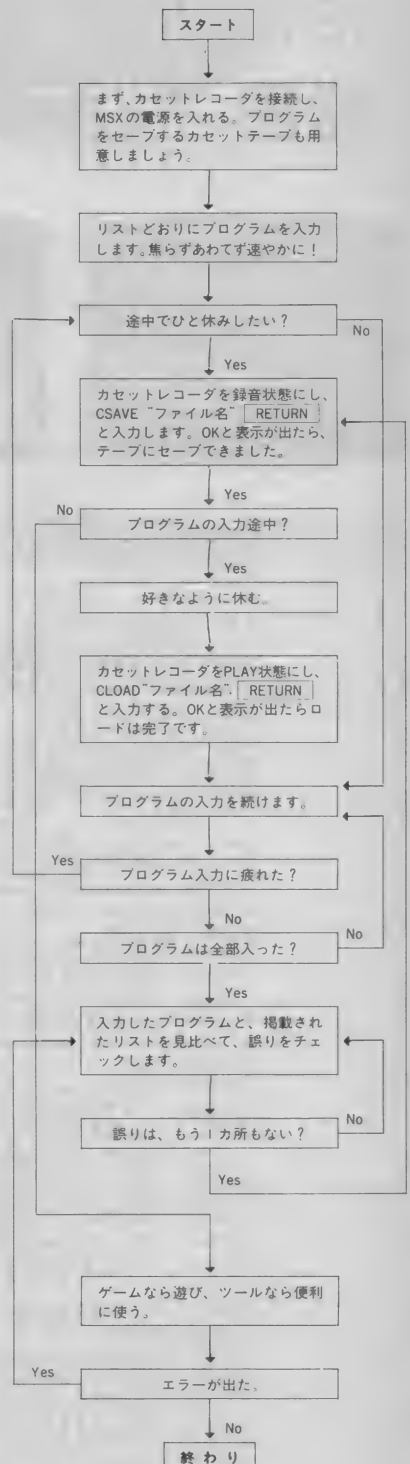 スタート
まず、カセットレコーダを接続し、
MSXの電源を入れる。プログラム
をセーブするカセットテープも用
意しましょう。
リストどおりにプログラムを入力
します。焦らずあわてず速やかに！
途中でひと休みしたい？
No
Yes
カセットレコーダを録音状態にし、
CSAVE "ファイル名" RETURN
と入力します。OKと表示が出たら、
テープにセーブできました。
Yes
No
プログラムの入力途中？
Yes
好きなように休む。
カセットレコーダをPLAY状態にし、
CLOAD"ファイル名". RETURN
と入力する。OKと表示が出たらロ
ードは完了です。
プログラムの入力を続けます。
Yes
プログラム入力に疲れた？
No
プログラムは全部入った？
No
Yes
入力したプログラムと、掲載され
たリストを見比べて、誤りをチェ
ックします。
誤りは、もう1カ所もない？
No
Yes
ゲームなら遊び、ツールなら便利
に使う。
Yes
エラーが出た。
No
終わり